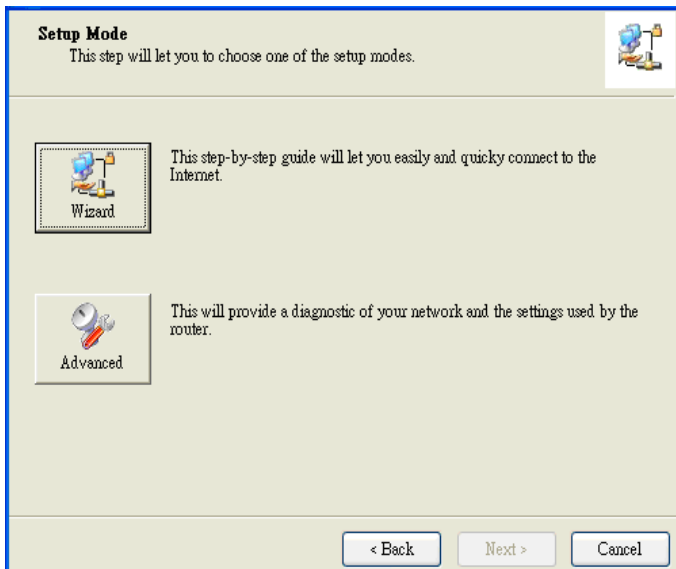 Setup Mode
This step will let you to choose one of the setup modes.
Wizard
This step-by-step guide will let you easily and quicky connect to the
Internet.
Advanced
This will provide a diagnostic of your network and the settings used by the
router.
< Back
Next >
Cancel